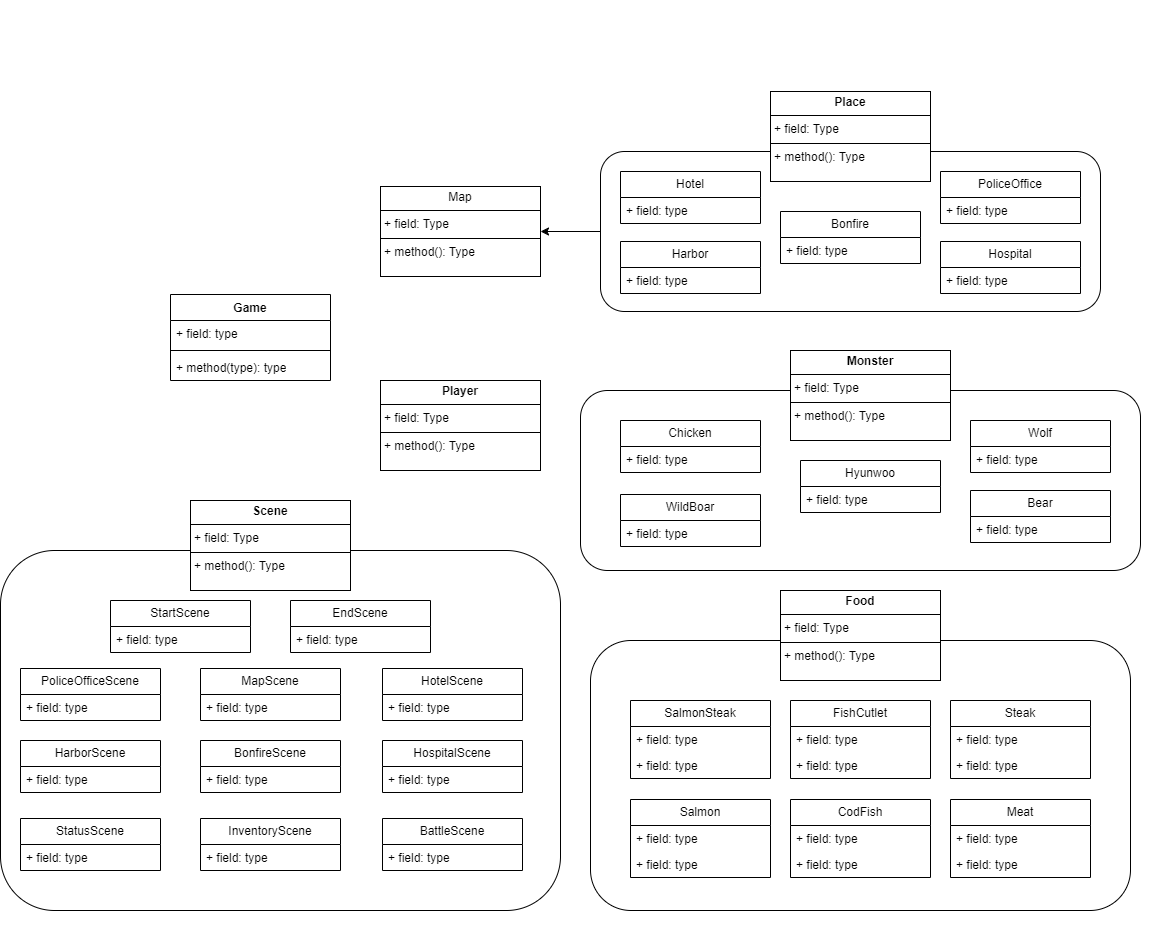 Place
+ field: Type
+ method(): Type
Hotel
+ field: type
PoliceOffice
+ field: type
Bonfire
+ field: type
Harbor
+ field: type
Hospital
+ field: type
Map
+ field: Type
+ method(): Type
Game
+ field: type
+ method(type): type
Player
+ field: Type
+ method(): Type
Monster
+ field: Type
+ method(): Type
Chicken
+ field: type
Wolf
+ field: type
Hyunwoo
+ field: type
WildBoar
+ field: type
Bear
+ field: type
Scene
+ field: Type
+ method(): Type
StartScene
+ field: type
EndScene
+ field: type
PoliceOfficeScene
+ field: type
MapScene
+ field: type
HotelScene
+ field: type
HarborScene
+ field: type
BonfireScene
+ field: type
HospitalScene
+ field: type
StatusScene
+ field: type
InventoryScene
+ field: type
BattleScene
+ field: type
Food
+ field: Type
+ method(): Type
SalmonSteak
+ field: type
+ field: type
FishCutlet
+ field: type
+ field: type
Steak
+ field: type
+ field: type
Salmon
+ field: type
+ field: type
CodFish
+ field: type
+ field: type
Meat
+ field: type
+ field: type